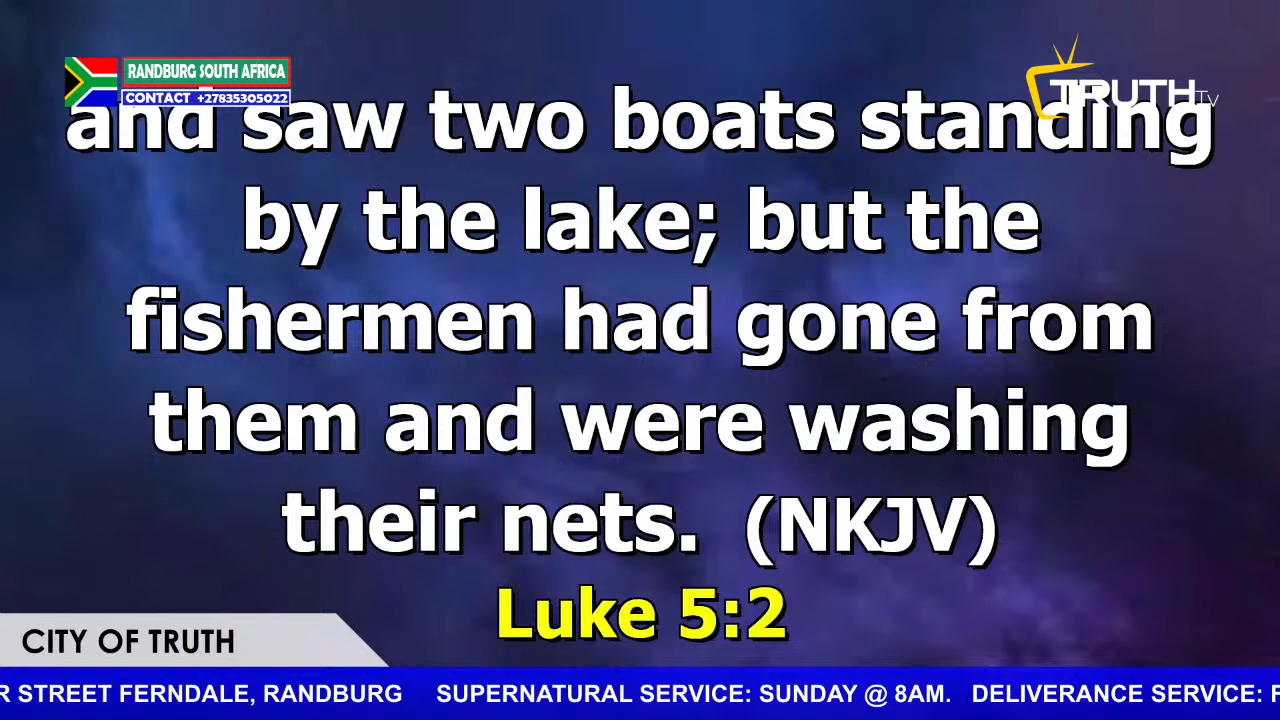 RANDBURG SOUTH AFRICA
CONTACT +27835305022
TRUTH TV
and saw two boats standing
by the lake; but the
fishermen had gone from
them and were washing
their nets. (NKJV)
Luke 5:2
CITY OF TRUTH
R STREET FERNDALE, RANDBURG SUPERNATURAL SERVICE: SUNDAY @ 8AM. DELIVERANCE SERVICE: F